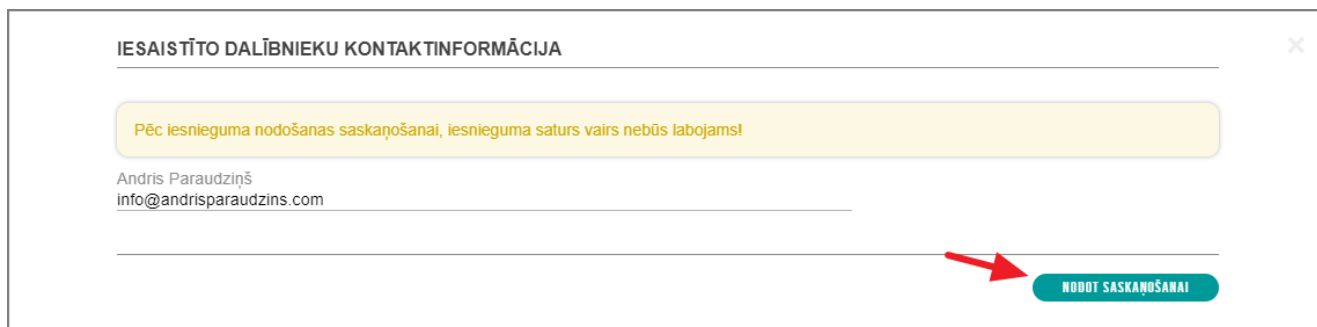 IESAISTĪTO DALĪBNIEKU KONTAKTINFORMĀCIJA
Pēc iesnieguma nodošanas saskaņošanai, iesnieguma saturs vairs nebūs labojams!
Andris Paraudziņš
info@andrisparaudzins.com
NODOT SASKAŅOŠANAI